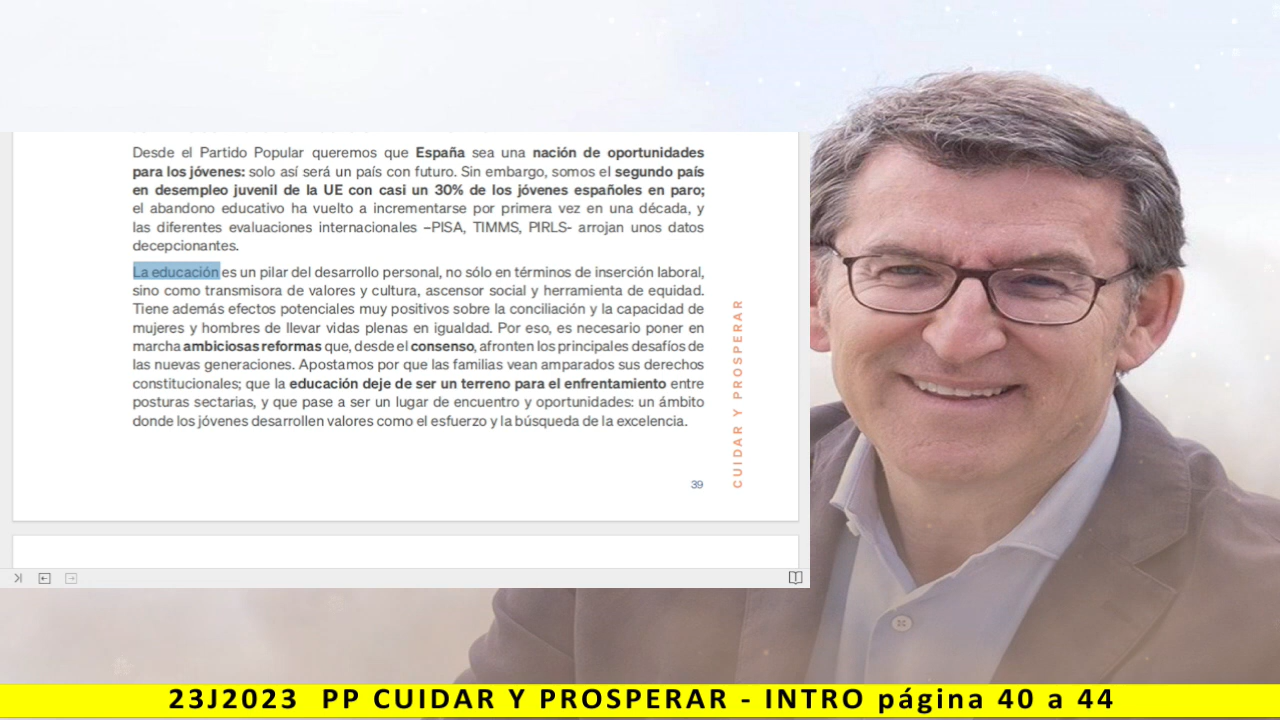 Desde el Partido Popular queremos que España sea una nación de oportunidades
para los jóvenes: solo así será un país con futuro. Sin embargo, somos el segundo país
en desempleo juvenil de la UE con casi un 30% de los jóvenes españoles en paro;
el abandono educativo ha vuelto a incrementarse por primera vez en una década, y
las diferentes evaluaciones internacionales –PISA, TIMMS, PIRLS- arrojan unos datos
decepcionantes.
La educación es un pilar del desarrollo personal, no sólo en términos de inserción laboral,
sino como transmisora de valores y cultura, ascensor social y herramienta de equidad.
Tiene además efectos potenciales muy positivos sobre la conciliación y la capacidad de
mujeres y hombres de llevar vidas plenas en igualdad. Por eso, es necesario poner en
marcha ambiciosas reformas que, desde el consenso, afronten los principales desafíos de
las nuevas generaciones. Apostamos por que las familias vean amparados sus derechos
constitucionales; que la educación deje de ser un terreno para el enfrentamiento entre
posturas sectarias, y que pase a ser un lugar de encuentro y oportunidades: un ámbito
donde los jóvenes desarrollen valores como el esfuerzo y la búsqueda de la excelencia.
CUIDAR Y PROSPERAR
39
23J2023 PP CUIDAR Y PROSPERAR - INTRO página 40 a 44